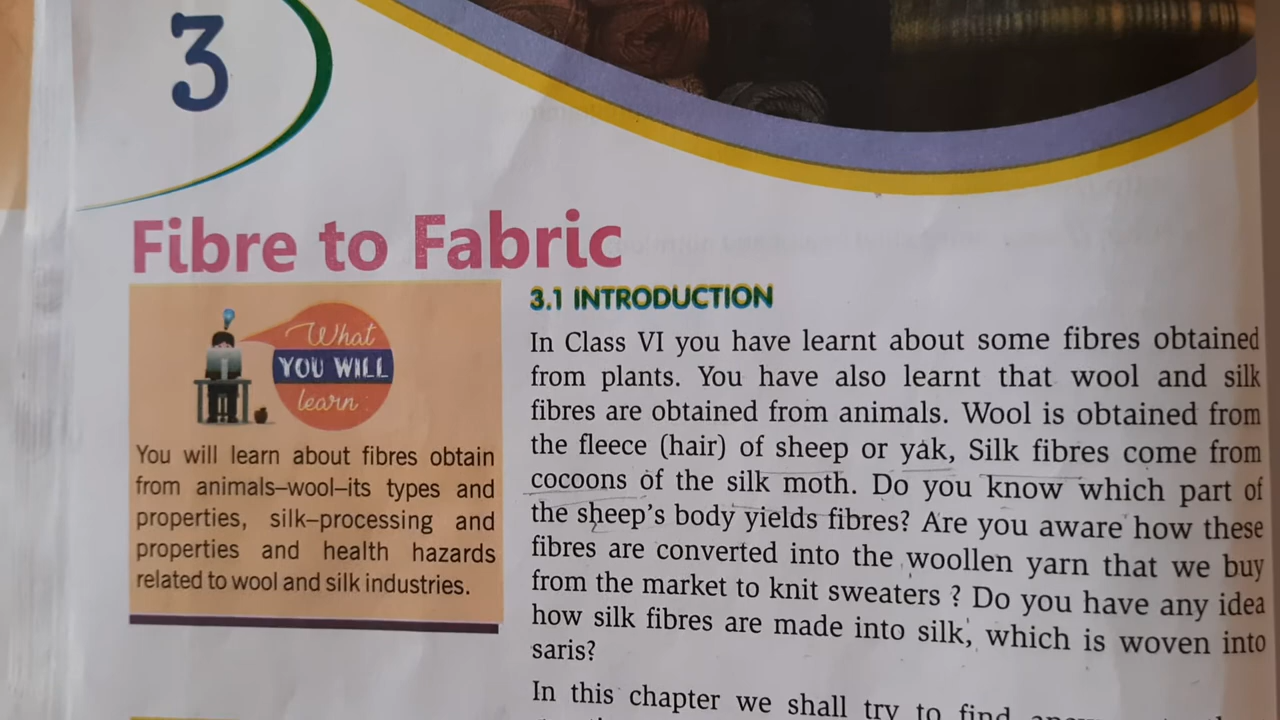 3
Fibre to Fabric
What
YOU WILL
learn :
You will learn about fibres obtain
from animals–wool–its types and
properties, silk–processing and
properties and health hazards
related to wool and silk industries.
3.1 INTRODUCTION
In Class VI you have learnt about some fibres obtained
from plants. You have also learnt that wool and silk
fibres are obtained from animals. Wool is obtained from
the fleece (hair) of sheep or yak, Silk fibres come from
cocoons of the silk moth. Do you know which part of
the sheep's body yields fibres? Are you aware how these
fibres are converted into the woollen yarn that we buy
from the market to knit sweaters ? Do you have any idea
how silk fibres are made into silk, which is woven into
saris?
In this chapter we shall try to find